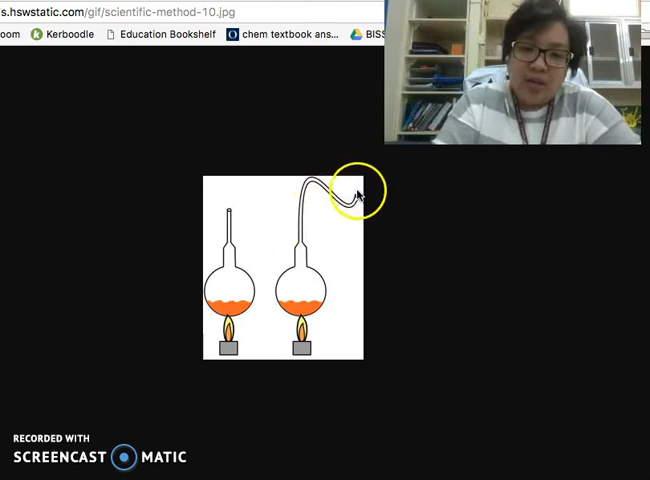 's.hswstatic.com/gif/scientific-method-10.jpg
oom Kerboodle Education Bookshelf chem textbook ans... BISS
RECORDED WITH
SCREENCAST MATIC